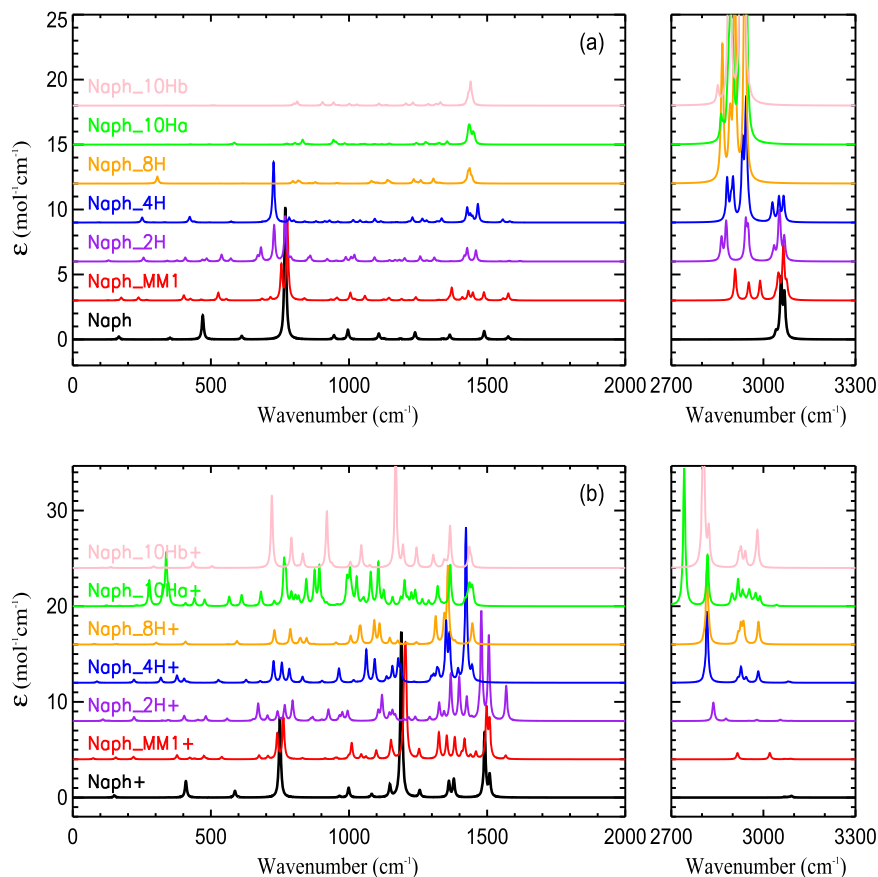 (a)
25
20
15
10
5
0
ε (mol⁻¹cm⁻¹)
Naph_10Hb
Naph_10Ha
Naph_8H
Naph_4H
Naph_2H
Naph_MM1
Naph
0 500 1000 1500 2000
2700 3000 3300
Wavenumber (cm⁻¹) Wavenumber (cm⁻¹)
(b)
30
20
10
0
ε (mol⁻¹cm⁻¹)
Naph_10Hb+
Naph_10Ha+
Naph_8H+
Naph_4H+
Naph_2H+
Naph_MM1+
Naph+
0 500 1000 1500 2000
2700 3000 3300
Wavenumber (cm⁻¹) Wavenumber (cm⁻¹)